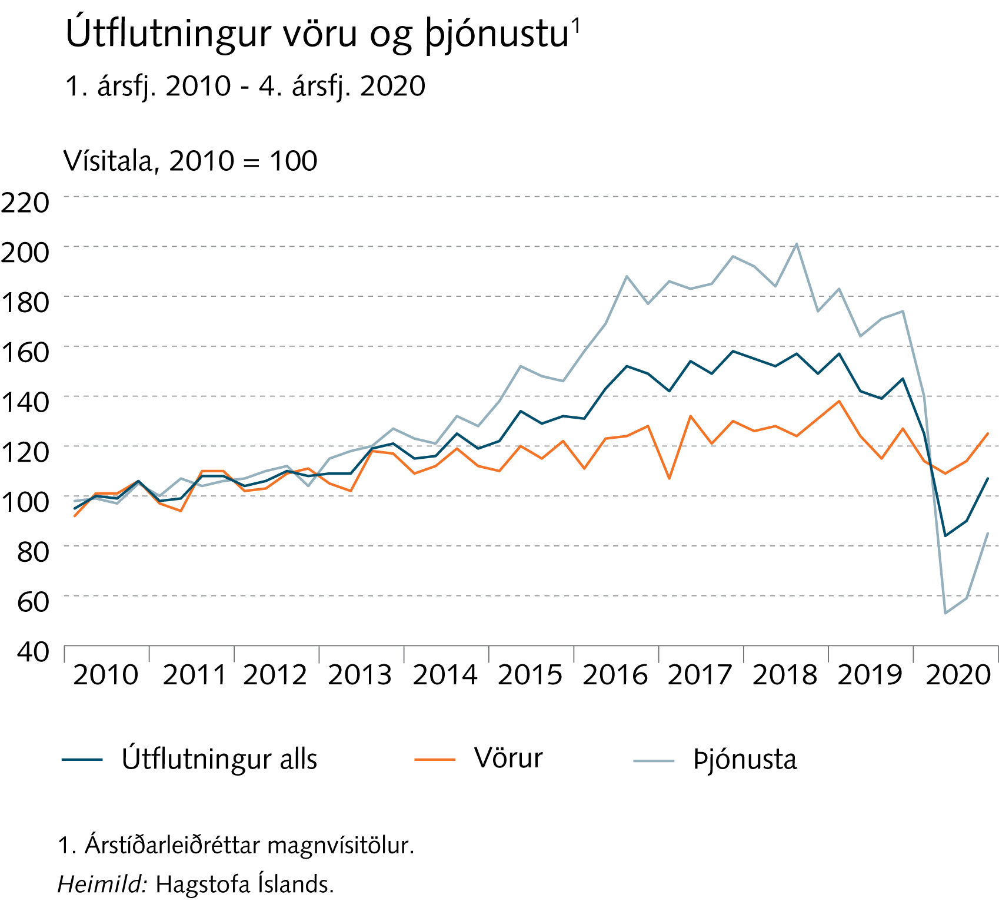 Útflutningur vöru og þjónustu¹
1. ársfj. 2010 - 4. ársfj. 2020
Vísitala, 2010 = 100
220
200
180
160
140
120
100
80
60
40
2010 2011 2012 2013 2014 2015 2016 2017 2018 2019 2020
Útflutningur alls Vörur Þjónusta
1. Árstíðarleiðréttar magnvísitölur.
Heimild: Hagstofa Íslands.